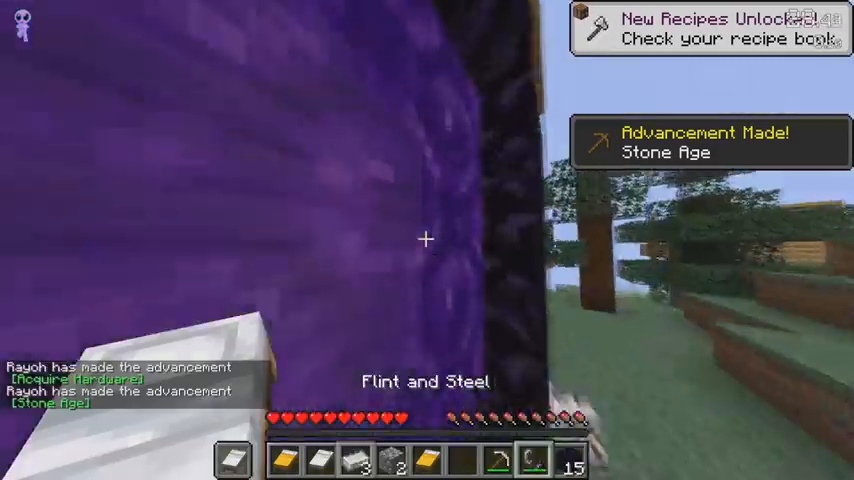 New Recipes Unlocked!
Check your recipe book
Advancement Made!
Stone Age
Flint and Steel
Rayoh has made the advancement
[Acquire Hardware]
Rayoh has made the advancement
[Stone Age]
3
2
15